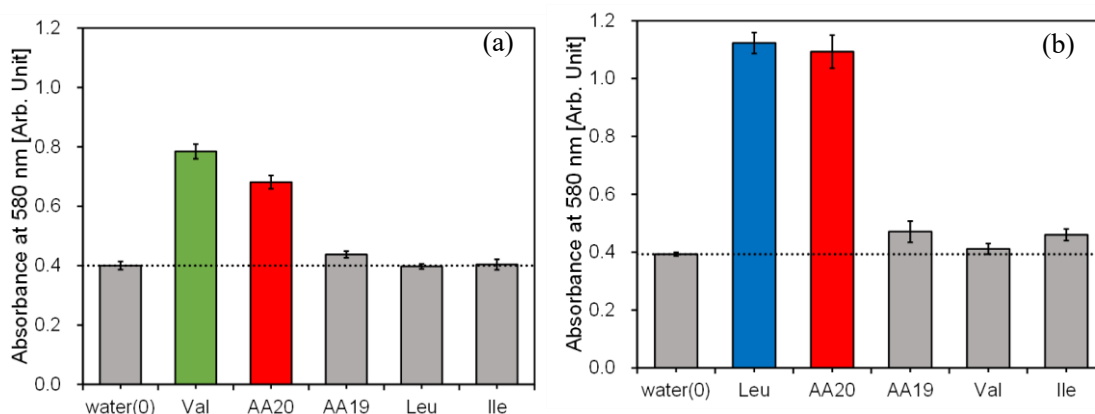 (a)
Absorbance at 580 nm [Arb. Unit]
1.2
1.0
0.8
0.6
0.4
0.2
0.0
water(0) Val AA20 AA19 Leu Ile
(b)
Absorbance at 580 nm [Arb. Unit]
1.2
1.0
0.8
0.6
0.4
0.2
0.0
water(0) Leu AA20 AA19 Val Ile